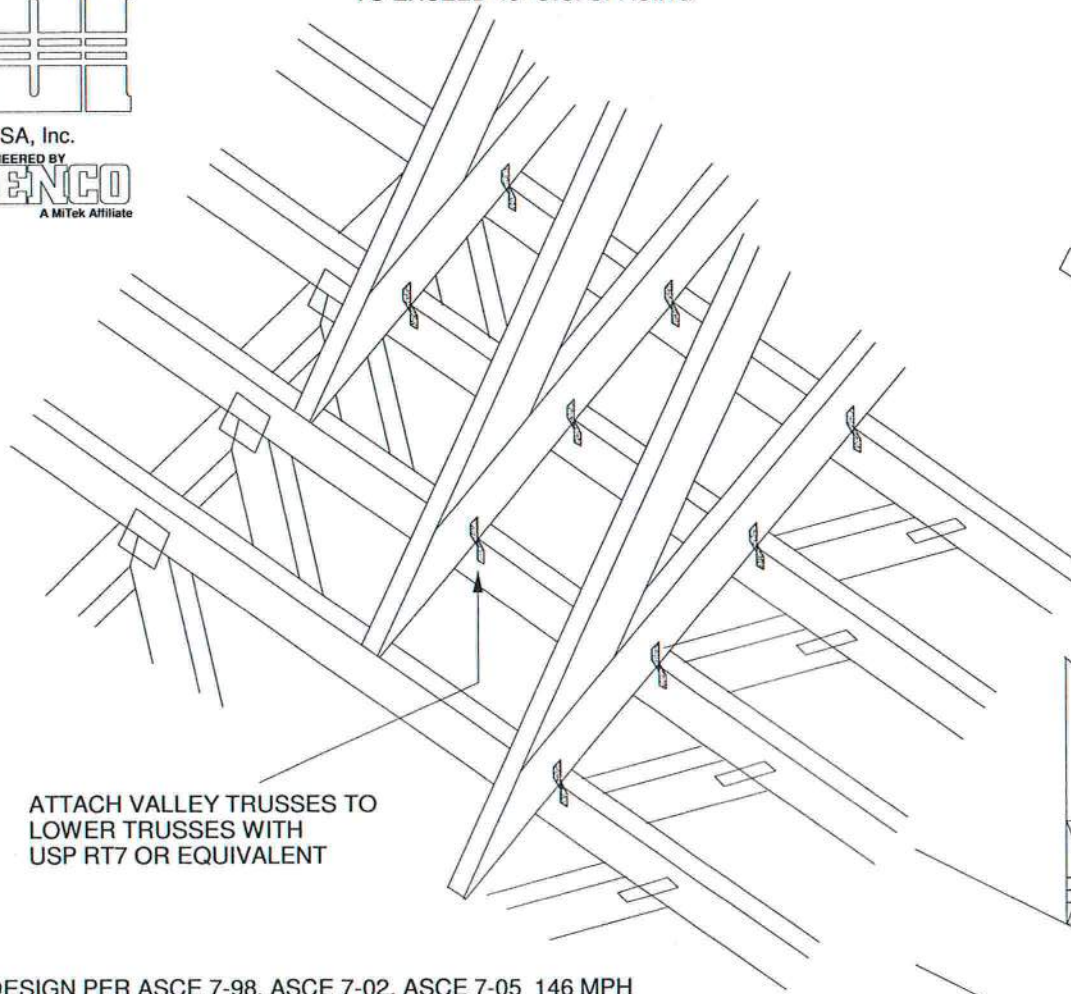 SA, Inc.
NEERED BY
ENCO
A MiTek Affiliate
ATTACH VALLEY TRUSSES TO
LOWER TRUSSES WITH
USP RT7 OR EQUIVALENT
DESIGN PER ASCE 7-98, ASCE 7-02, ASCE 7-05 146 MPH